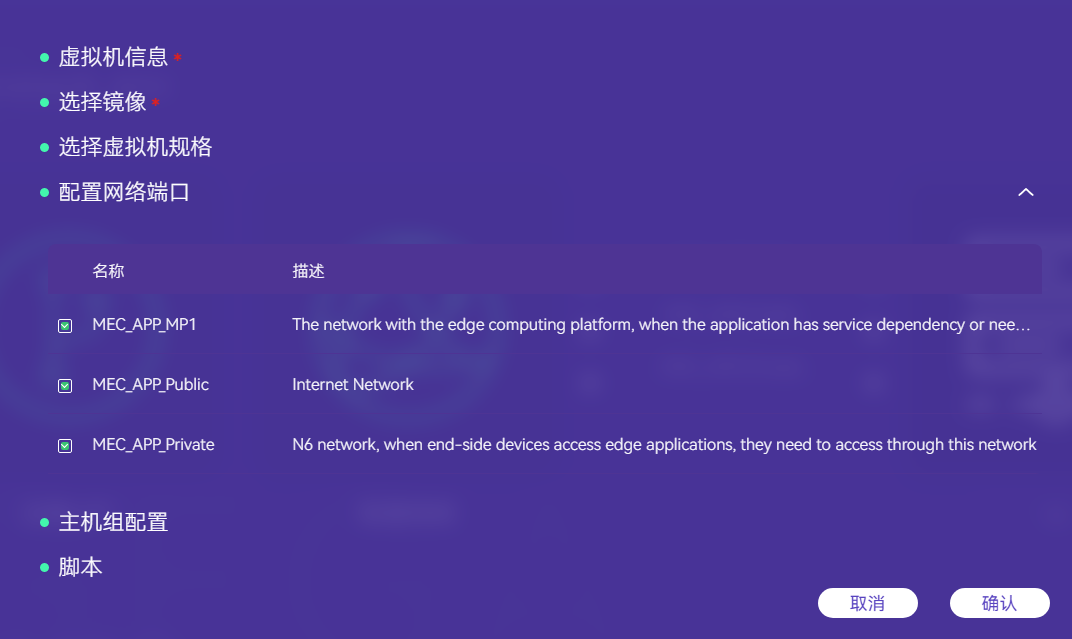 虚拟机信息 *
选择镜像 *
选择虚拟机规格
配置网络端口
名称 描述
MEC_APP_MP1 The network with the edge computing platform, when the application has service dependency or nee...
MEC_APP_Public Internet Network
MEC_APP_Private N6 network, when end-side devices access edge applications, they need to access through this network
主机组配置
脚本
取消 确认